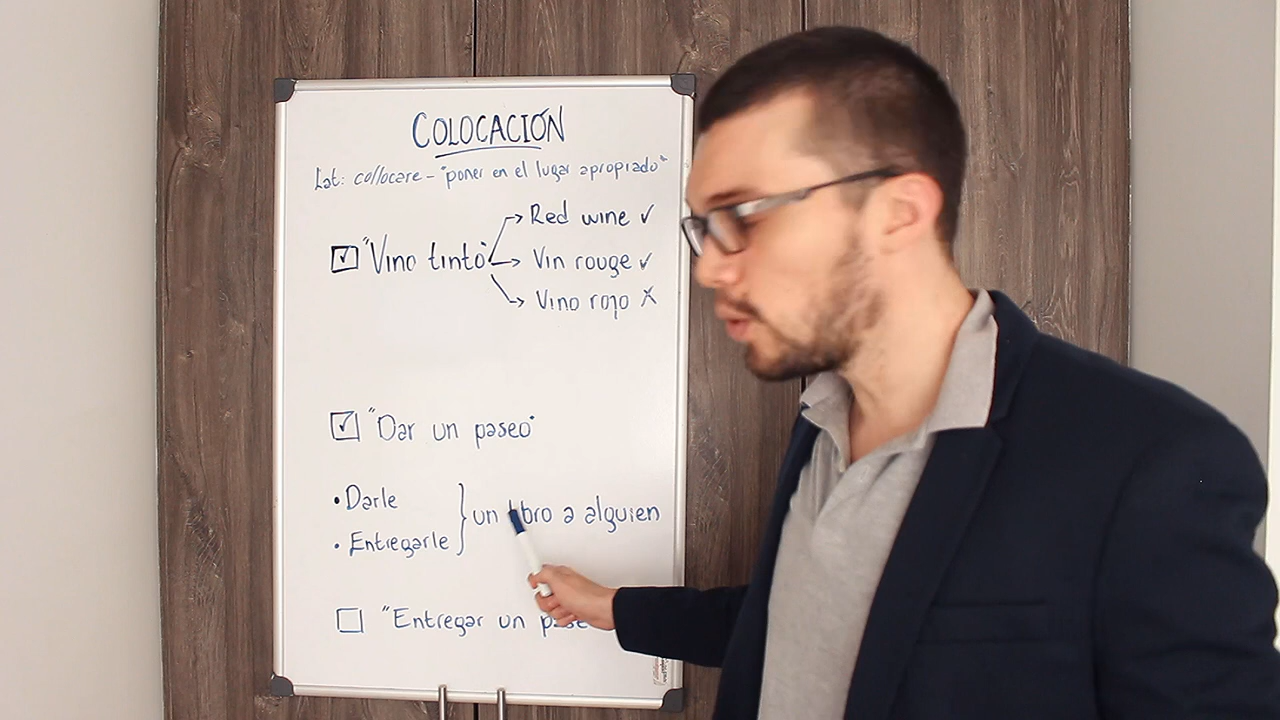 COLOCACIÓN
Lat: collocare - "poner en el lugar apropiado"
Red wine ✓
"Vino tinto" Vin rouge ✓
Vino rojo X
"Dar un paseo"
• Darle
un libro a alguien
• Entregarle
"Entregar un